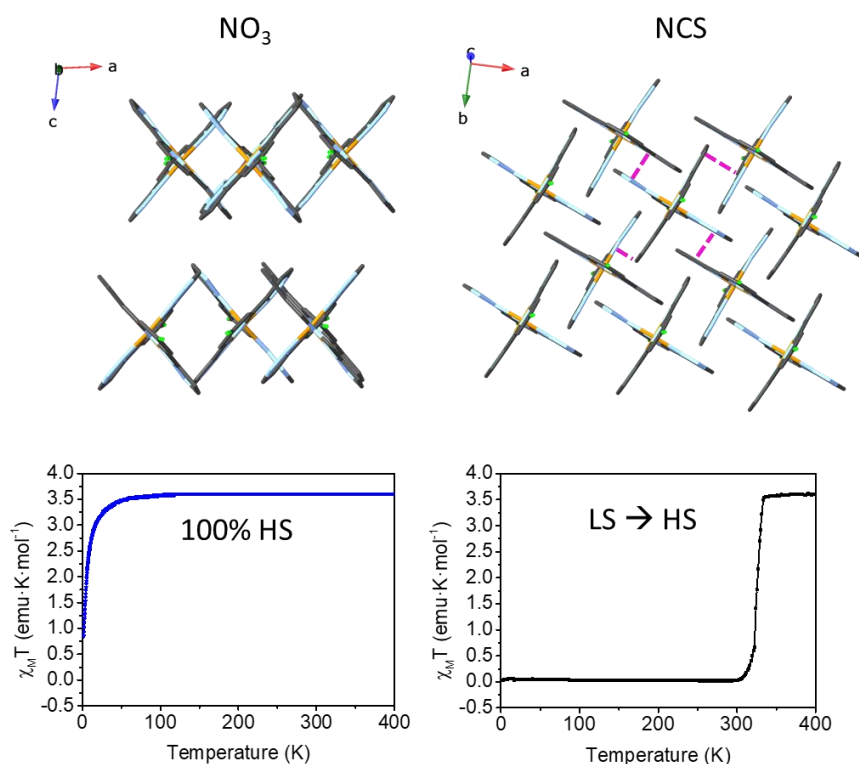 NO₃
NCS
b
a
c
c
a
b
4.0
3.5
3.0
2.5
2.0
1.5
1.0
0.5
0.0
-0.5
χMT (emu·K·mol⁻¹)
100% HS
0
100
200
300
400
Temperature (K)
4.0
3.5
3.0
2.5
2.0
1.5
1.0
0.5
0.0
-0.5
χMT (emu·K·mol⁻¹)
LS → HS
0
100
200
300
400
Temperature (K)